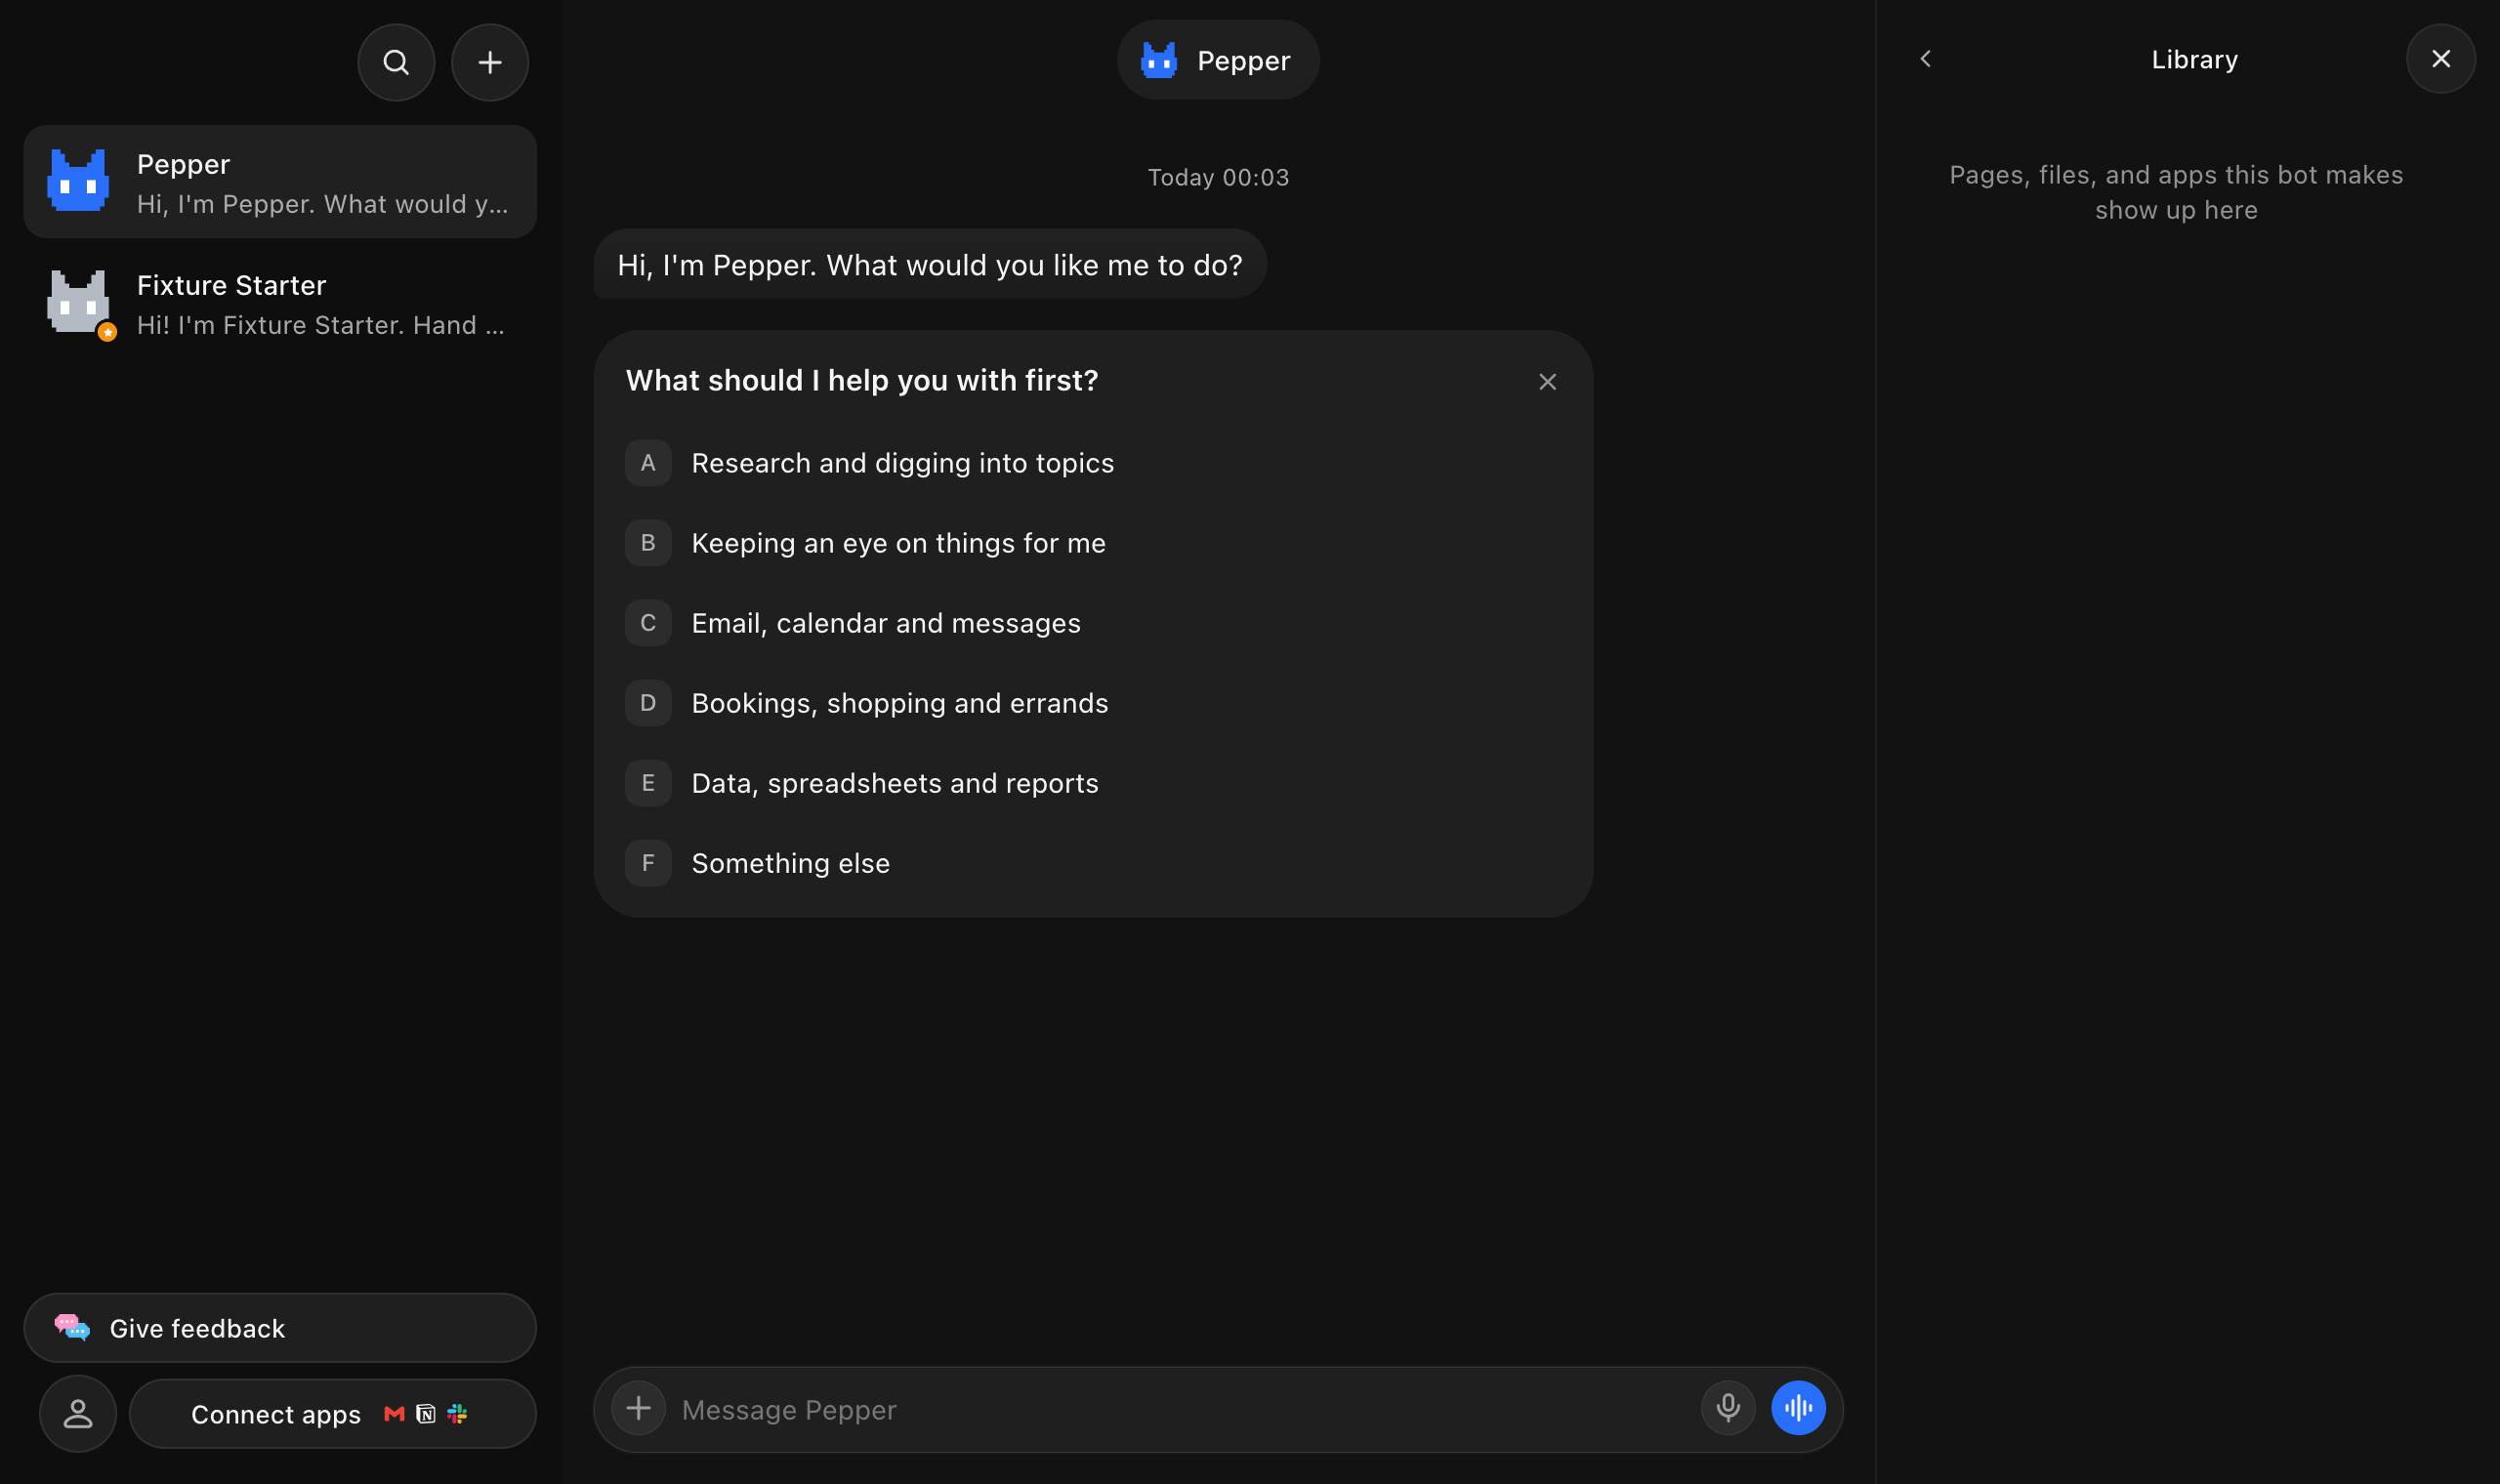 Pepper
Hi, I'm Pepper. What would y...
Fixture Starter
Hi! I'm Fixture Starter. Hand ...
Give feedback
Connect apps
Pepper
Today 00:03
Hi, I'm Pepper. What would you like me to do?
What should I help you with first?
A Research and digging into topics
B Keeping an eye on things for me
C Email, calendar and messages
D Bookings, shopping and errands
E Data, spreadsheets and reports
F Something else
Message Pepper
Library
Pages, files, and apps this bot makes
show up here